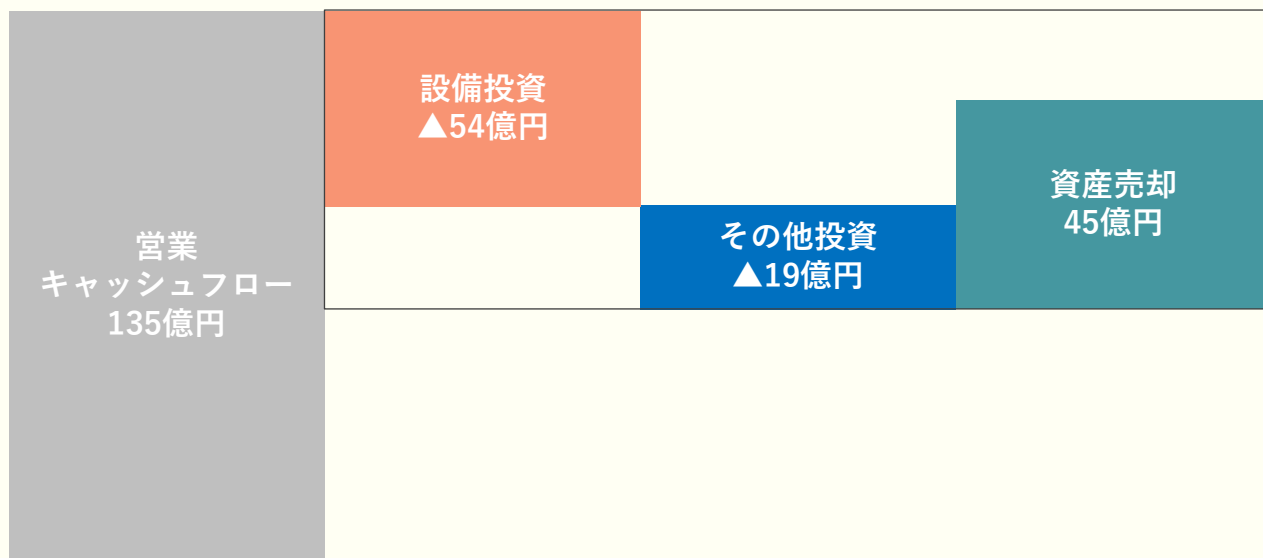 営業
キャッシュフロー
135億円
設備投資
▲54億円
その他投資
▲19億円
資産売却
45億円